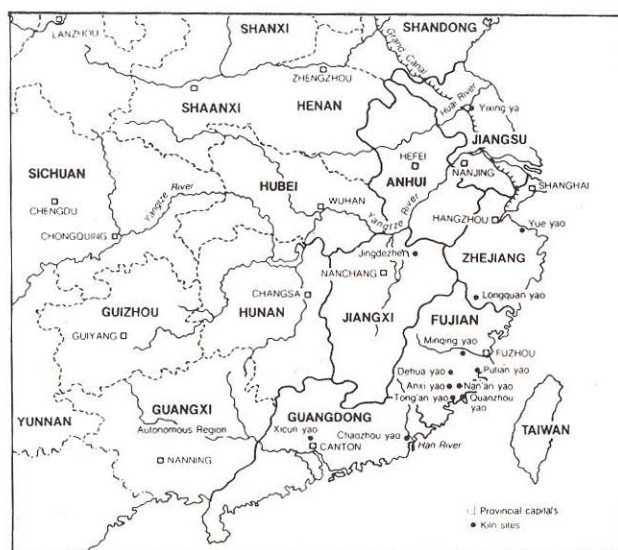 LANZHOU
SHANXI
SHANDONG
Grand Canal
ZHENGZHOU
SHAANXI
HENAN
Huai River
Yixing ya
JIANGSU
SICHUAN
HEFEI
NANJING
CHENGDU
Yangtze River
HUBEI
ANHUI
SHANGHAI
WUHAN
Yangtze River
HANGZHOU
CHONGQUING
Yue yao
Jingdezhen
ZHEJIANG
NANCHANG
CHANGSA
Longquan yao
GUIZHOU
HUNAN
JIANGXI
FUJIAN
GUIYANG
Minqing yao
FUZHOU
Dehua yao
Putian yao
Anxi yao
Nan'an yao
Tong'an yao
Quanzhou
yao
YUNNAN
GUANGXI
Autonomous Region
GUANGDONG
Xicun yao
Chaozhou yao
Han River
CANTON
TAIWAN
NANNING
Provincial capitals
Kiln sites